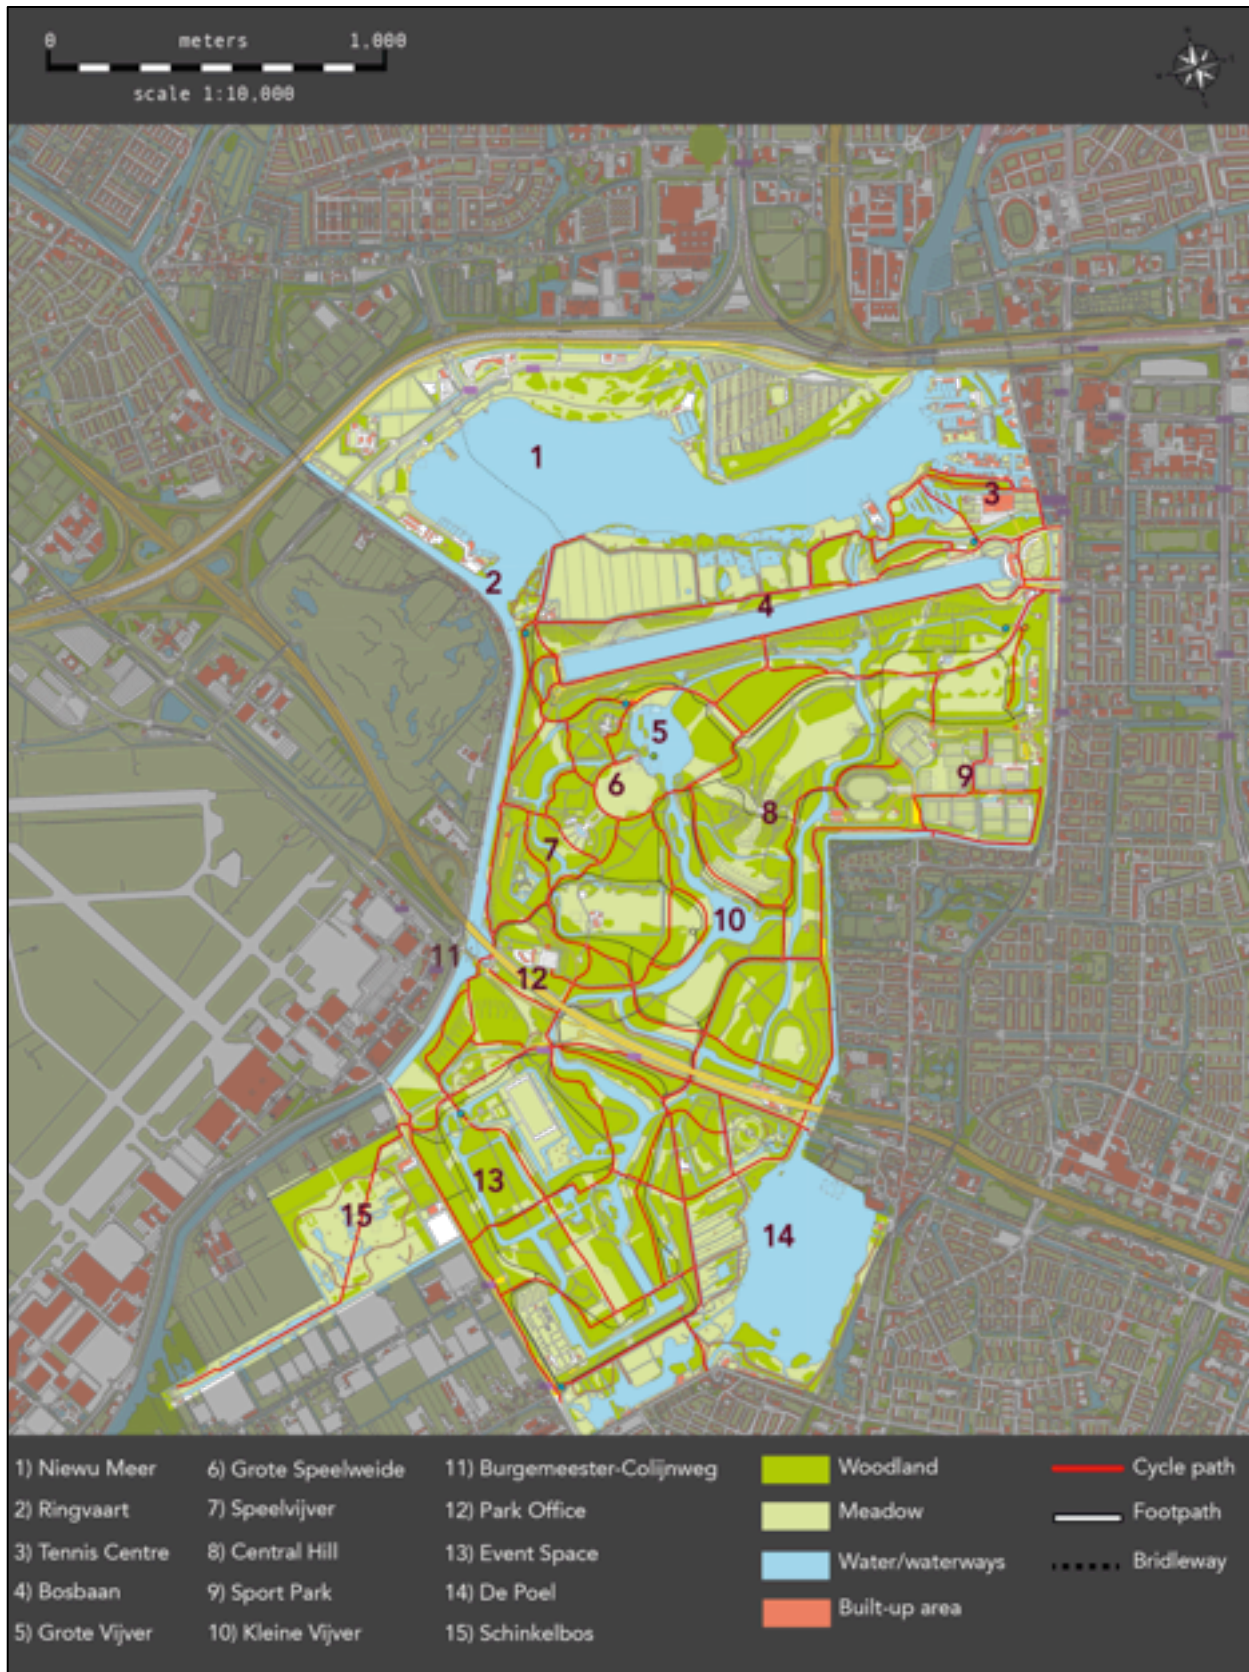 0 meters 1.000
scale 1:10.000
1
2
3
4
5
6
7
8
9
10
11
12
13
14
15
1) Niewu Meer
2) Ringvaart
3) Tennis Centre
4) Bosbaan
5) Grote Vijver
6) Grote Speelweide
7) Speelvijver
8) Central Hill
9) Sport Park
10) Kleine Vijver
11) Burgemeester-Colijnweg
12) Park Office
13) Event Space
14) De Poel
15) Schinkelbos
Woodland
Meadow
Water/waterways
Built-up area
Cycle path
Footpath
Bridleway